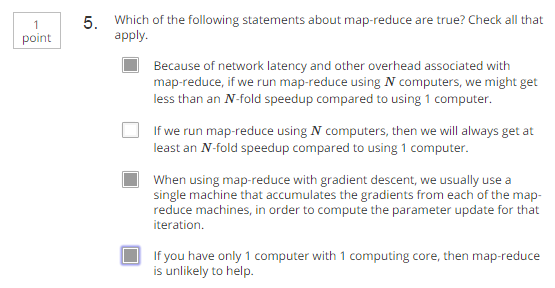 1
point
5. Which of the following statements about map-reduce are true? Check all that
apply.
Because of network latency and other overhead associated with
map-reduce, if we run map-reduce using N computers, we might get
less than an N-fold speedup compared to using 1 computer.
If we run map-reduce using N computers, then we will always get at
least an N-fold speedup compared to using 1 computer.
When using map-reduce with gradient descent, we usually use a
single machine that accumulates the gradients from each of the map-
reduce machines, in order to compute the parameter update for that
iteration.
If you have only 1 computer with 1 computing core, then map-reduce
is unlikely to help.